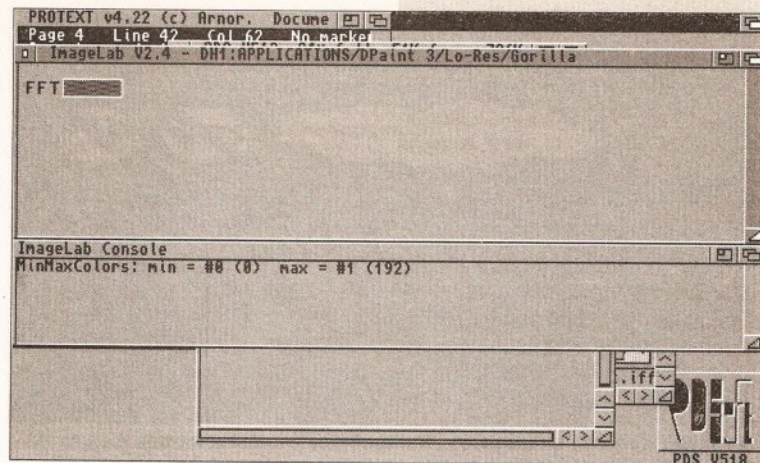 PROTEXT v4.22 (c) Arnor. Docume
Page 4 Line 42 Col 62 No marker
ImageLab V2.4 - DH1:APPLICATIONS/DPaint 3/Lo-Res/Gorilla
FFT
ImageLab Console
MinMaxColors: min = #0 (0) max = #1 (192)
.iff
PDS V518